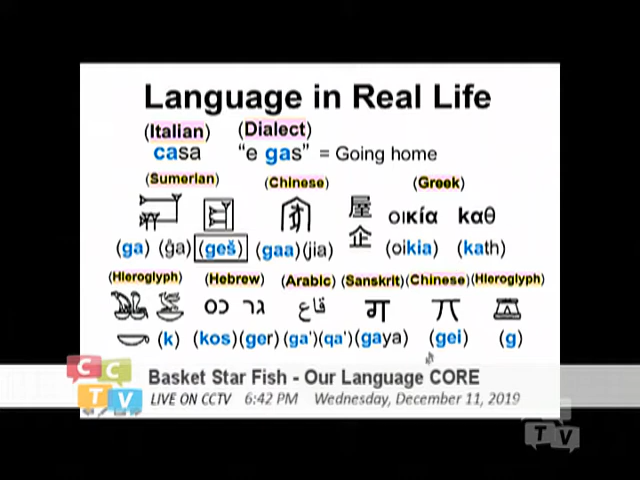 Language in Real Life
(Italian) (Dialect)
casa “e gas” = Going home
(Sumerian) (Chinese) (Greek)
屋 οικία καθ
企
(ga) (ĝa) (geš) (gaa)(jia) (oikia) (kath)
(Hieroglyph) (Hebrew) (Arabic) (Sanskrit) (Chinese) (Hieroglyph)
כס גר قاع ग
(k) (kos)(ger) (ga')(qa')(gaya) (gei) (g)
Basket Star Fish - Our Language CORE
LIVE ON CCTV 6:42 PM Wednesday, December 11, 2019
CCTV
TV